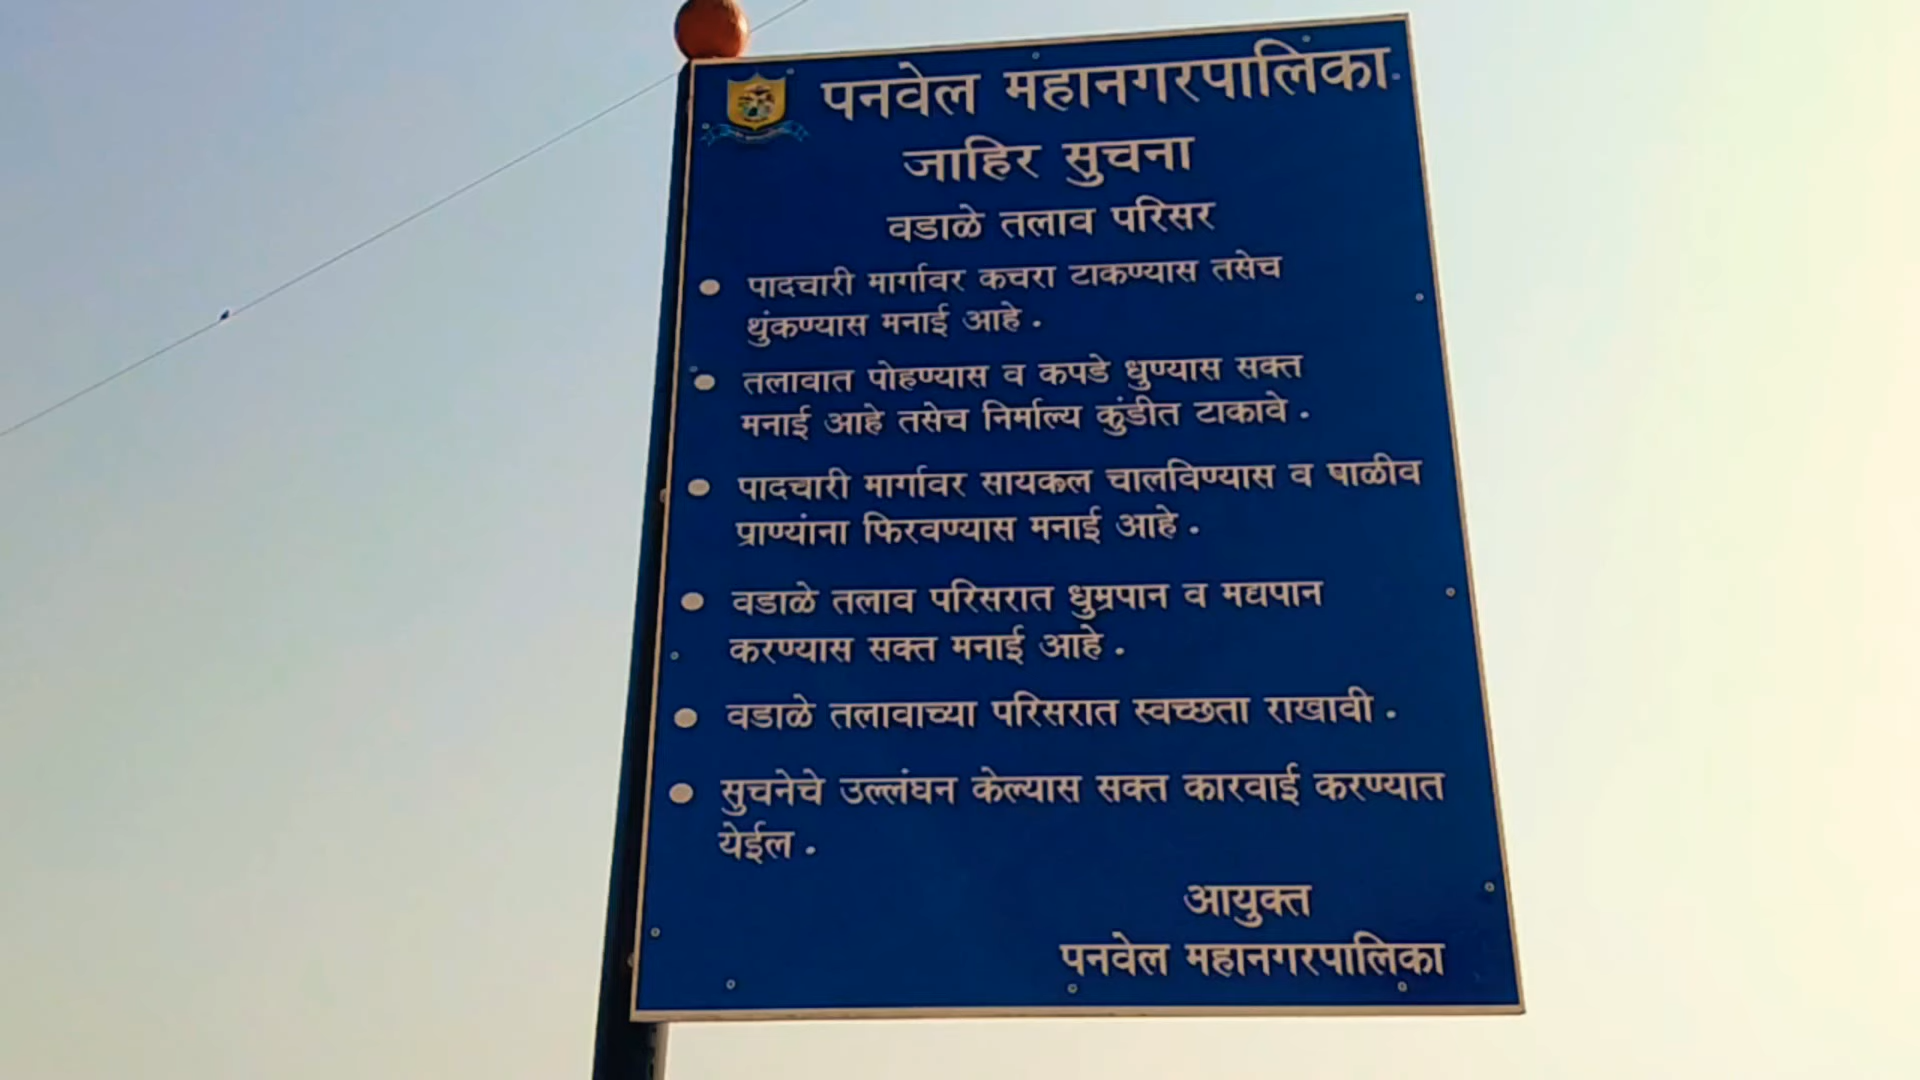 पनवेल महानगरपालिका
जाहिर सुचना
वडाळे तलाव परिसर
• पादचारी मार्गावर कचरा टाकण्यास तसेच
थुंकण्यास मनाई आहे .
• तलावात पोहण्यास व कपडे धुण्यास सक्त
मनाई आहे तसेच निर्माल्य कुंडीत टाकावे .
• पादचारी मार्गावर सायकल चालविण्यास व पाळीव
प्राण्यांना फिरवण्यास मनाई आहे .
• वडाळे तलाव परिसरात धुम्रपान व मद्यपान
करण्यास सक्त मनाई आहे .
• वडाळे तलावाच्या परिसरात स्वच्छता राखावी .
• सुचनेचे उल्लंघन केल्यास सक्त कारवाई करण्यात
येईल .
आयुक्त
पनवेल महानगरपालिका